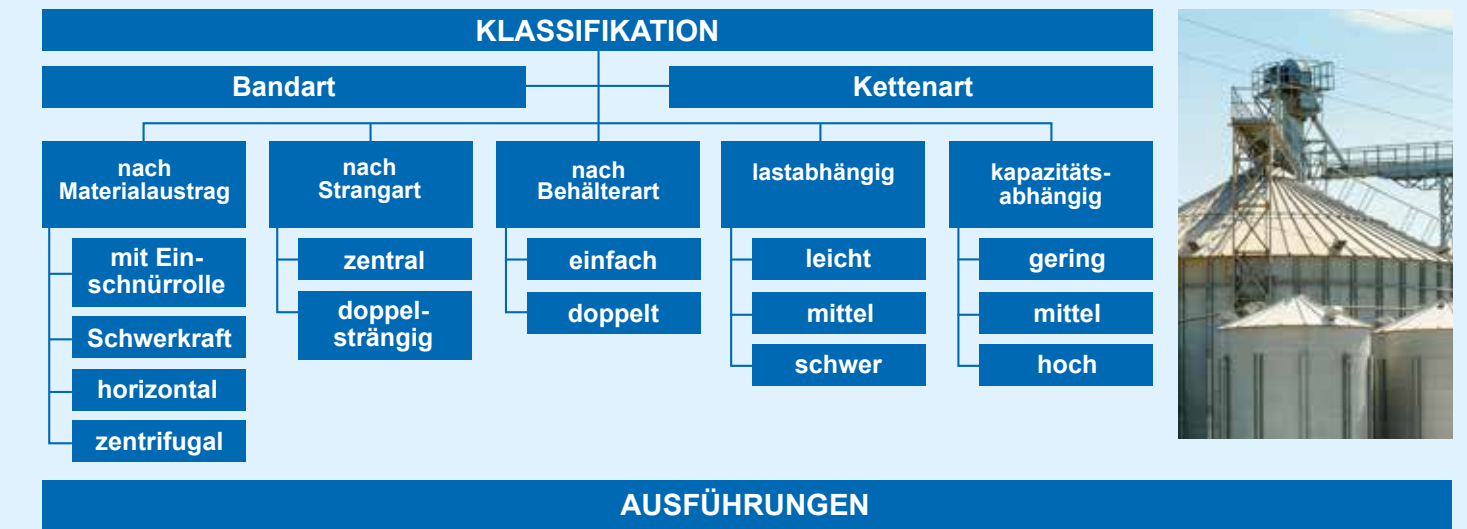 KLASSIFIKATION
Bandart
Kettenart
nach
Materialaustrag
mit Ein-
schnürrolle
Schwerkraft
horizontal
zentrifugal
nach
Strangart
zentral
doppel-
strängig
nach
Behälterart
einfach
doppelt
lastabhängig
leicht
mittel
schwer
kapazitäts-
abhängig
gering
mittel
hoch
AUSFÜHRUNGEN